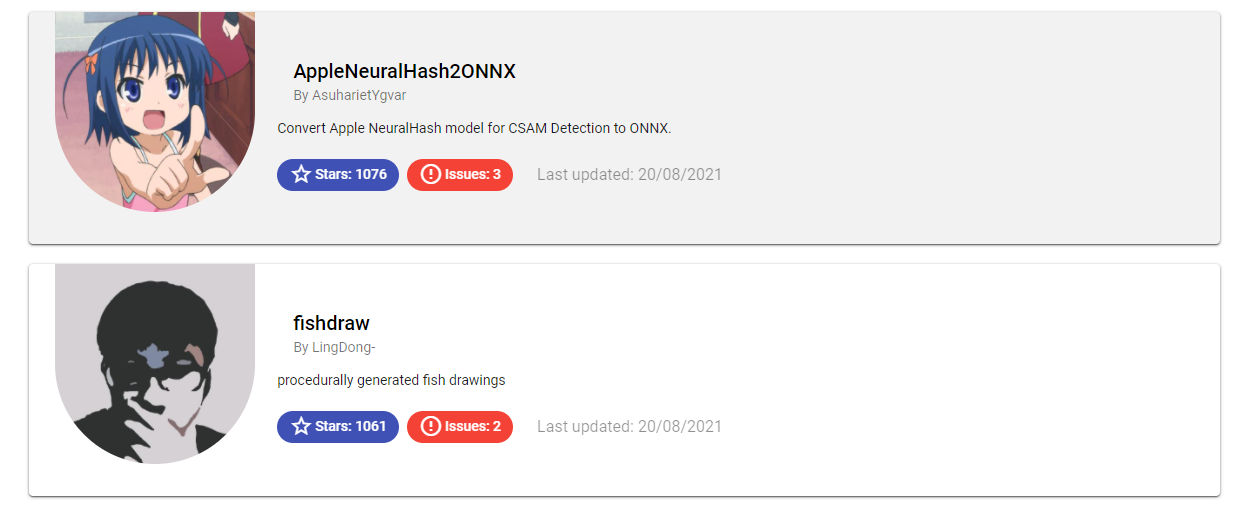 AppleNeuralHash2ONNX
By AsuharietYgvar
Convert Apple NeuralHash model for CSAM Detection to ONNX.
Stars: 1076 Issues: 3 Last updated: 20/08/2021
fishdraw
By LingDong-
procedurally generated fish drawings
Stars: 1061 Issues: 2 Last updated: 20/08/2021